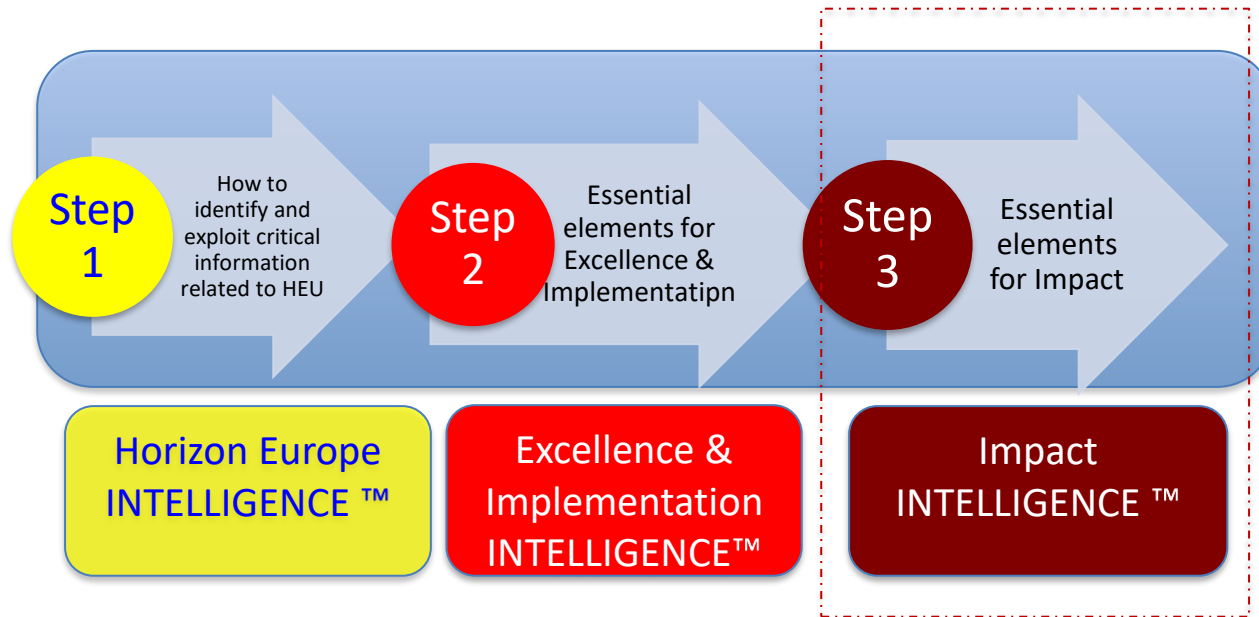 Step
1
How to
identify and
exploit critical
information
related to HEU
Step
2
Essential
elements for
Excellence &
Implementatipn
Step
3
Essential
elements
for Impact
Horizon Europe
INTELLIGENCE ™
Excellence &
Implementation
INTELLIGENCE™
Impact
INTELLIGENCE ™